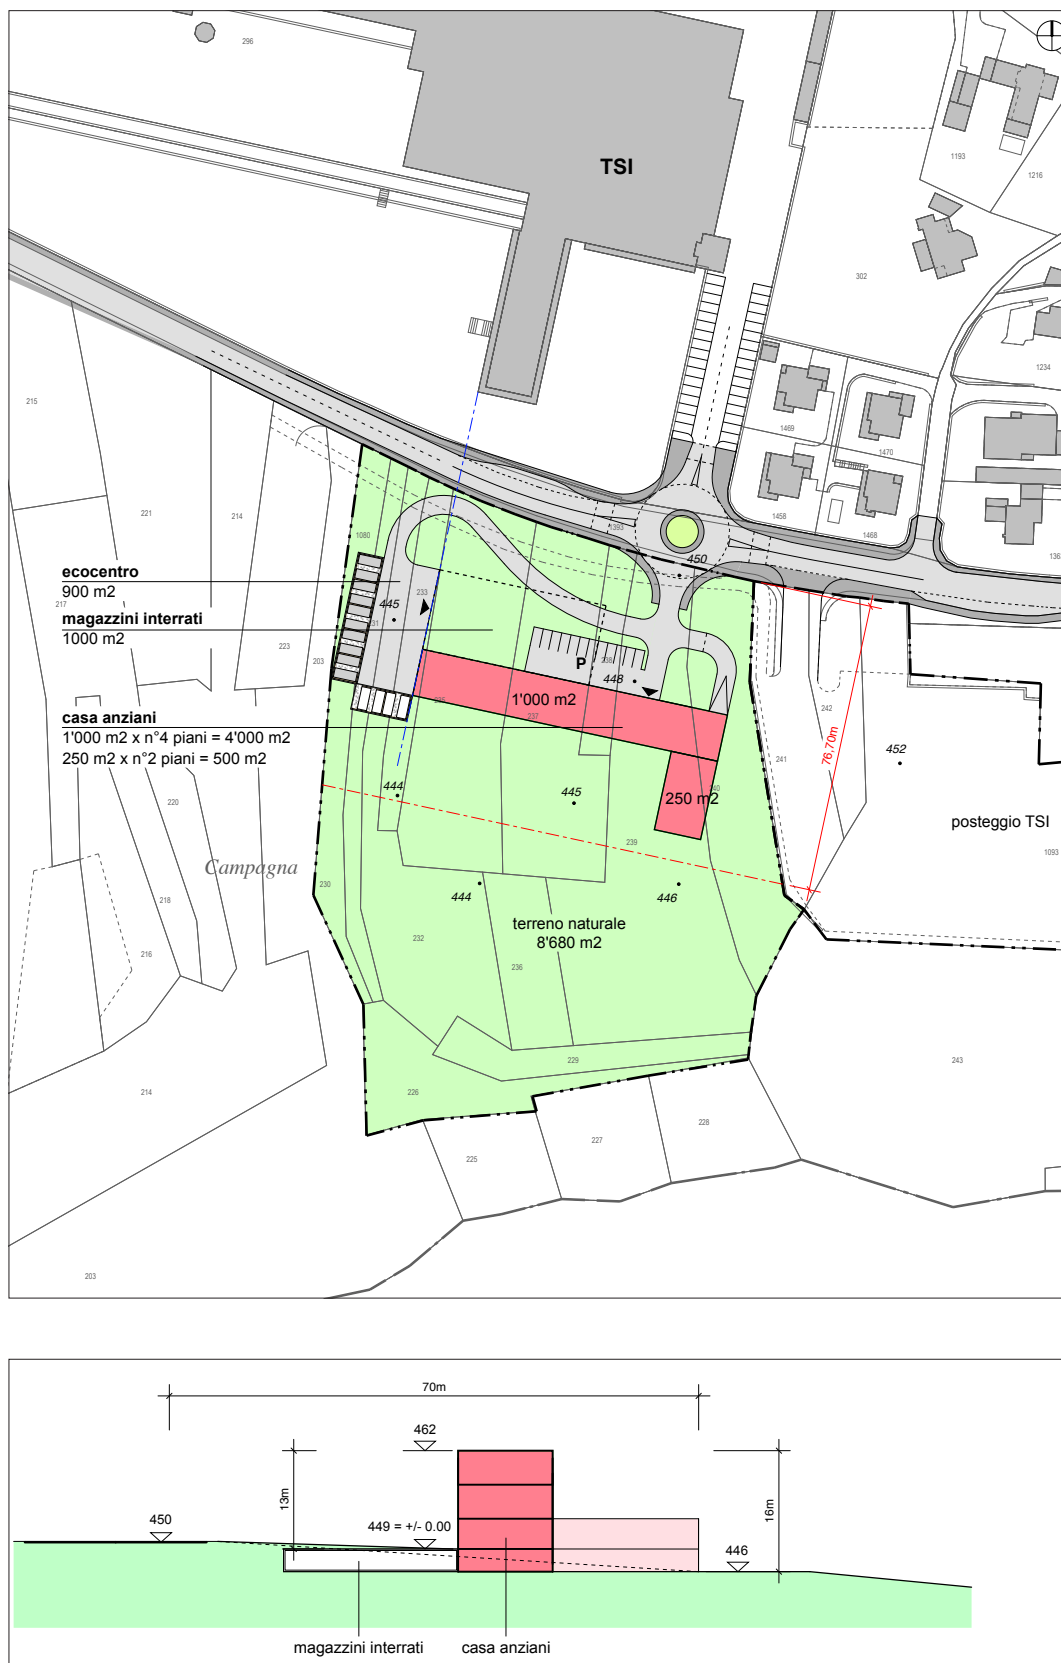 296
TSI
1193
1216
302
1234
215
1469
1470
221
214
1458
1468
1393
1080
450
ecocentro
900 m2
217
233
445
231
magazzini interrati
1000 m2
223
203
P
238
448
casa anziani
1'000 m2 x n°4 piani = 4'000 m2
250 m2 x n°2 piani = 500 m2
1'000 m2
237
242
76,70m
241
452
444
445
250 m2
220
posteggio TSI
239
1093
Campagna
230
444
446
218
terreno naturale
8'680 m2
232
216
236
229
243
214
226
228
227
225
203
70m
462
13m
16m
450
449 = +/- 0.00
446
magazzini interrati
casa anziani